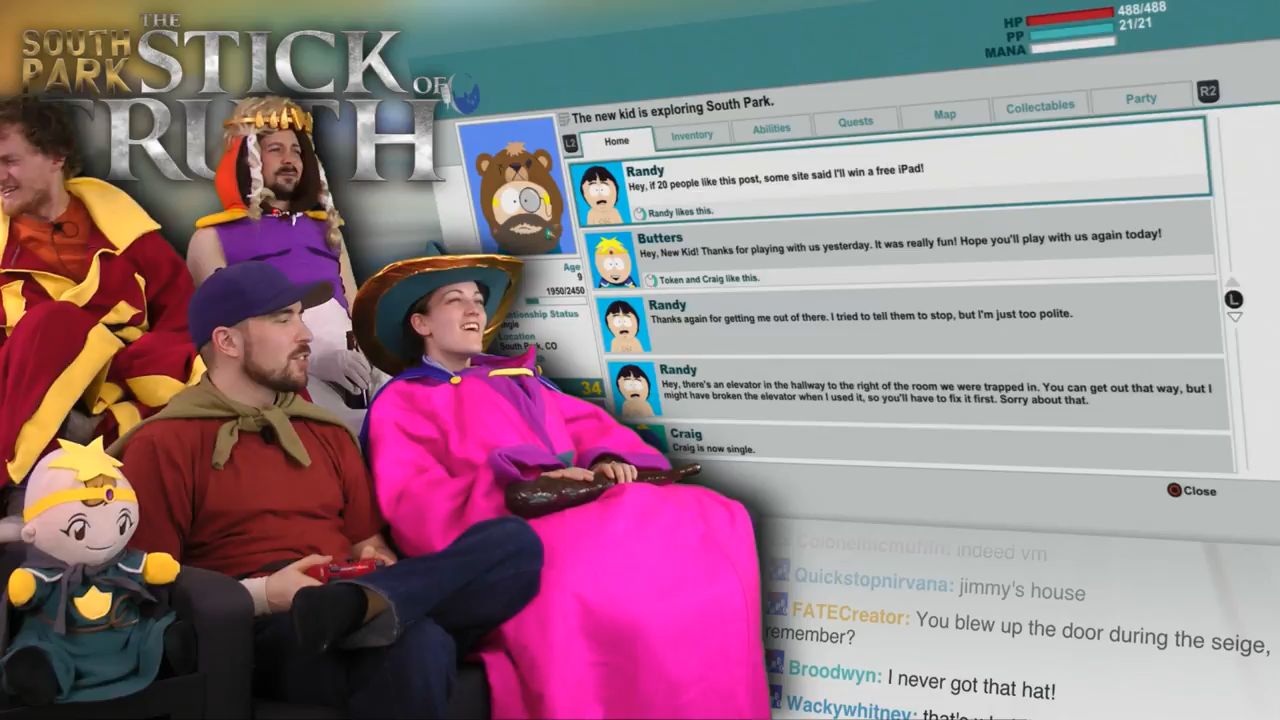 THE
SOUTH PARK
STICK
OF
TRUTH
HP 488/488
PP 21/21
MANA
The new kid is exploring South Park.
L2 Home Inventory Abilities Quests Map Collectables Party R2
Randy
Hey, if 20 people like this post, some site said I'll win a free iPad!
Randy likes this.
Butters
Hey, New Kid! Thanks for playing with us yesterday. It was really fun! Hope you'll play with us again today!
Token and Craig like this.
Age
9
1950/2450
Randy
Thanks again for getting me out of there. I tried to tell them to stop, but I'm just too polite.
ationship Status
ngle
Location
South Park, CO
L
Randy
Hey, there's an elevator in the hallway to the right of the room we were trapped in. You can get out that way, but I
might have broken the elevator when I used it, so you'll have to fix it first. Sorry about that.
34
Craig
Craig is now single.
Close
Colonelmcmuffin: indeed vm
Quickstopnirvana: jimmy's house
FATECreator: You blew up the door during the seige,
remember?
Broodwyn: I never got that hat!
Wackywhitney: